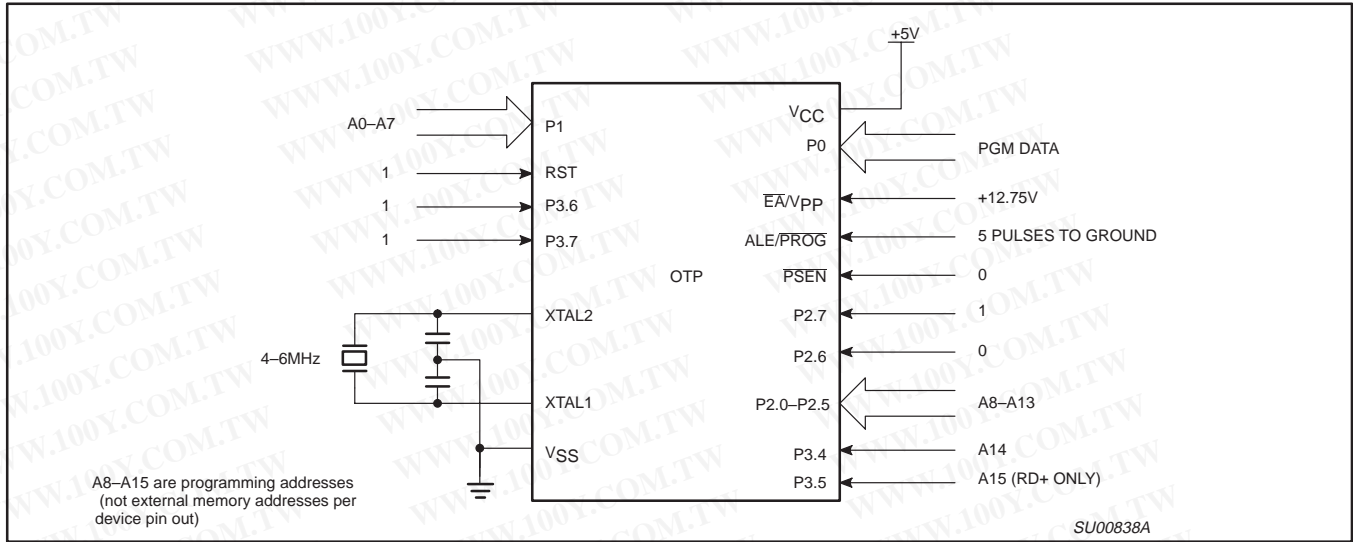 +5V
A0–A7
P1
VCC
P0
PGM DATA
1
RST
EA/VPP
+12.75V
1
P3.6
ALE/PROG
5 PULSES TO GROUND
1
P3.7
OTP
PSEN
0
XTAL2
P2.7
1
4–6MHz
P2.6
0
XTAL1
P2.0–P2.5
A8–A13
VSS
P3.4
A14
P3.5
A15 (RD+ ONLY)
A8–A15 are programming addresses
(not external memory addresses per
device pin out)
SU00838A
WWW.100Y.COM.TW